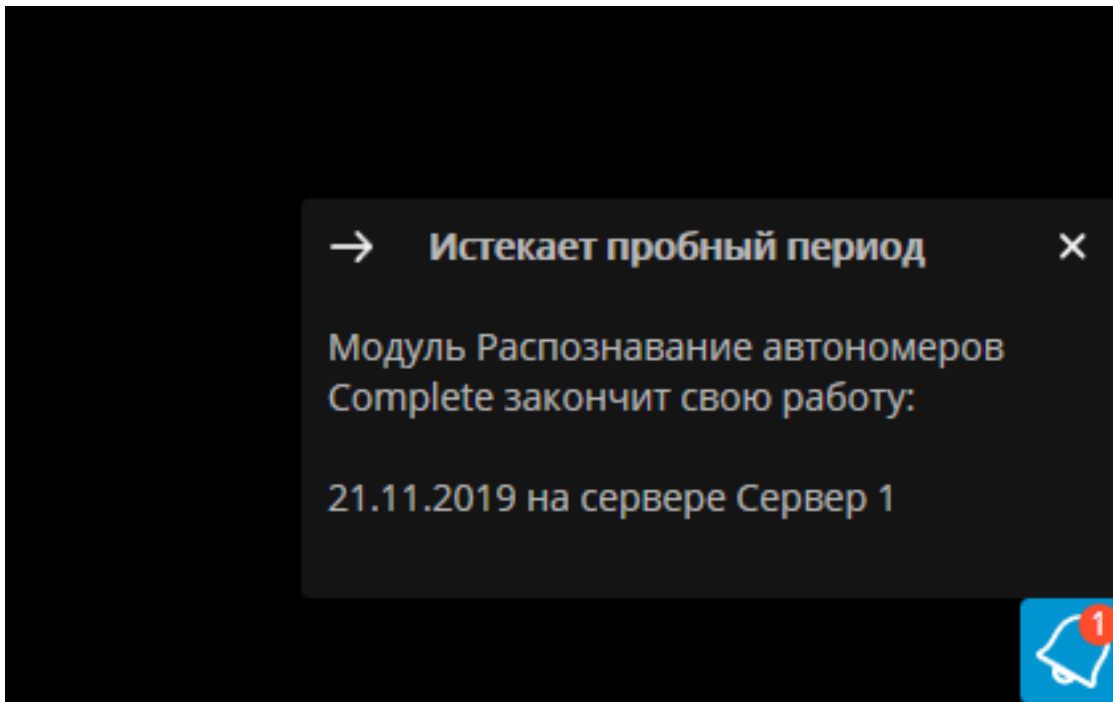 → Истекает пробный период ×
Модуль Распознавание автономеров
Complete закончит свою работу:
21.11.2019 на сервере Сервер 1
1